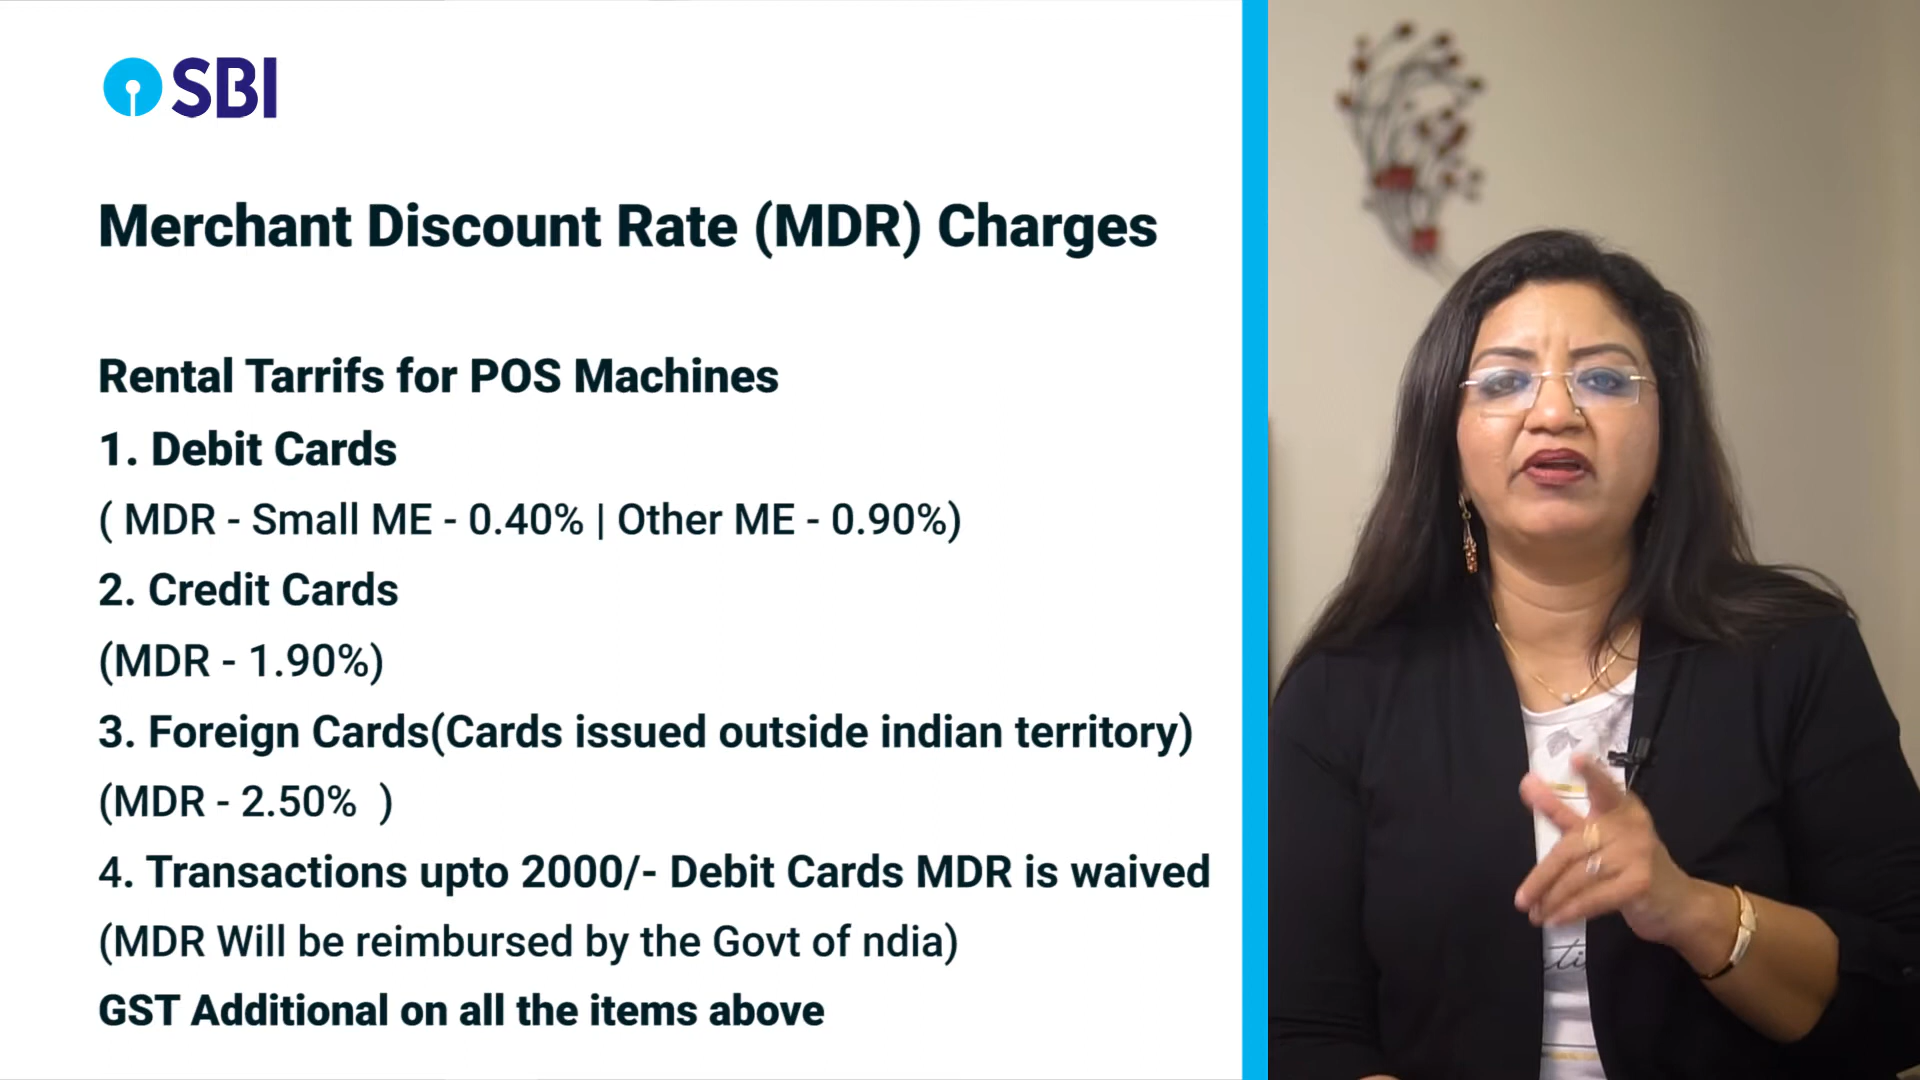 SBI
Merchant Discount Rate (MDR) Charges
Rental Tarrifs for POS Machines
1. Debit Cards
( MDR - Small ME - 0.40% | Other ME - 0.90%)
2. Credit Cards
(MDR - 1.90%)
3. Foreign Cards(Cards issued outside indian territory)
(MDR - 2.50%  )
4. Transactions upto 2000/- Debit Cards MDR is waived
(MDR Will be reimbursed by the Govt of ndia)
GST Additional on all the items above